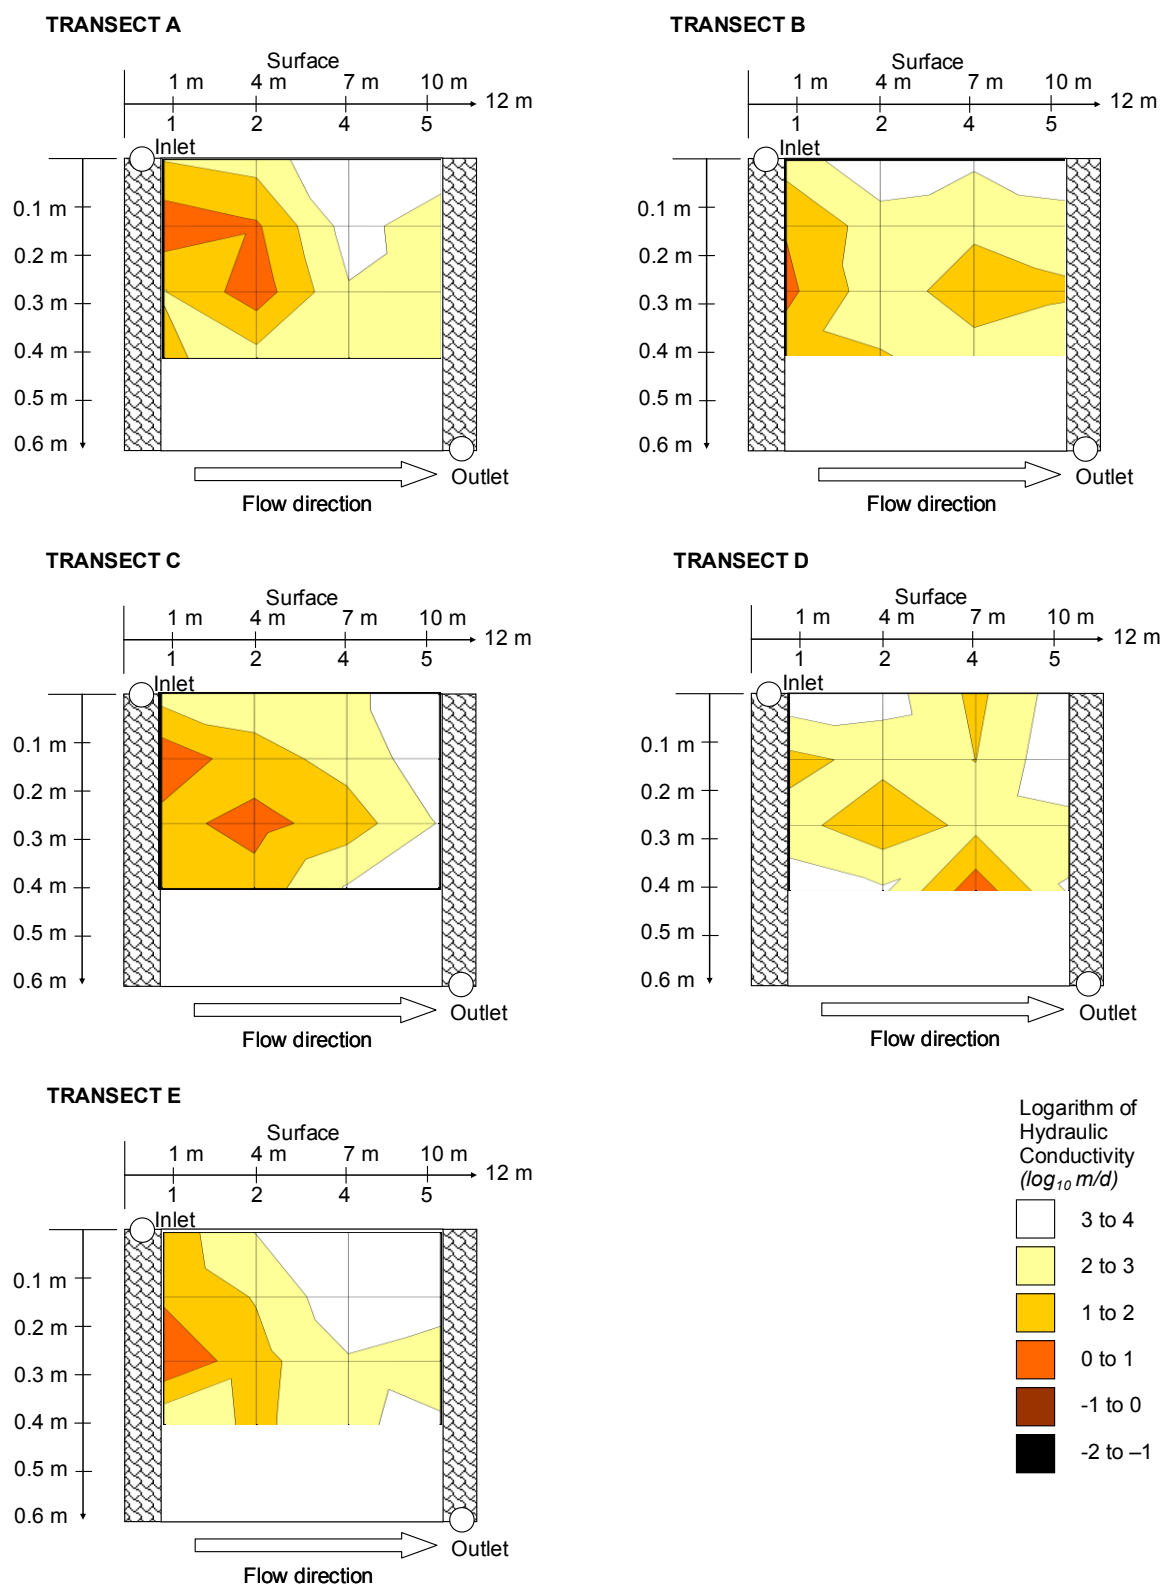 TRANSECT A
Surface
1 m 4 m 7 m 10 m
12 m
1 2 4 5
Inlet
0.1 m
0.2 m
0.3 m
0.4 m
0.5 m
0.6 m
Outlet
Flow direction
TRANSECT B
Surface
1 m 4 m 7 m 10 m
12 m
1 2 4 5
Inlet
0.1 m
0.2 m
0.3 m
0.4 m
0.5 m
0.6 m
Outlet
Flow direction
TRANSECT C
Surface
1 m 4 m 7 m 10 m
12 m
1 2 4 5
Inlet
0.1 m
0.2 m
0.3 m
0.4 m
0.5 m
0.6 m
Outlet
Flow direction
TRANSECT D
Surface
1 m 4 m 7 m 10 m
12 m
1 2 4 5
Inlet
0.1 m
0.2 m
0.3 m
0.4 m
0.5 m
0.6 m
Outlet
Flow direction
TRANSECT E
Surface
1 m 4 m 7 m 10 m
12 m
1 2 4 5
Inlet
0.1 m
0.2 m
0.3 m
0.4 m
0.5 m
0.6 m
Outlet
Flow direction
Logarithm of
Hydraulic
Conductivity
(log₁₀ m/d)
3 to 4
2 to 3
1 to 2
0 to 1
-1 to 0
-2 to –1